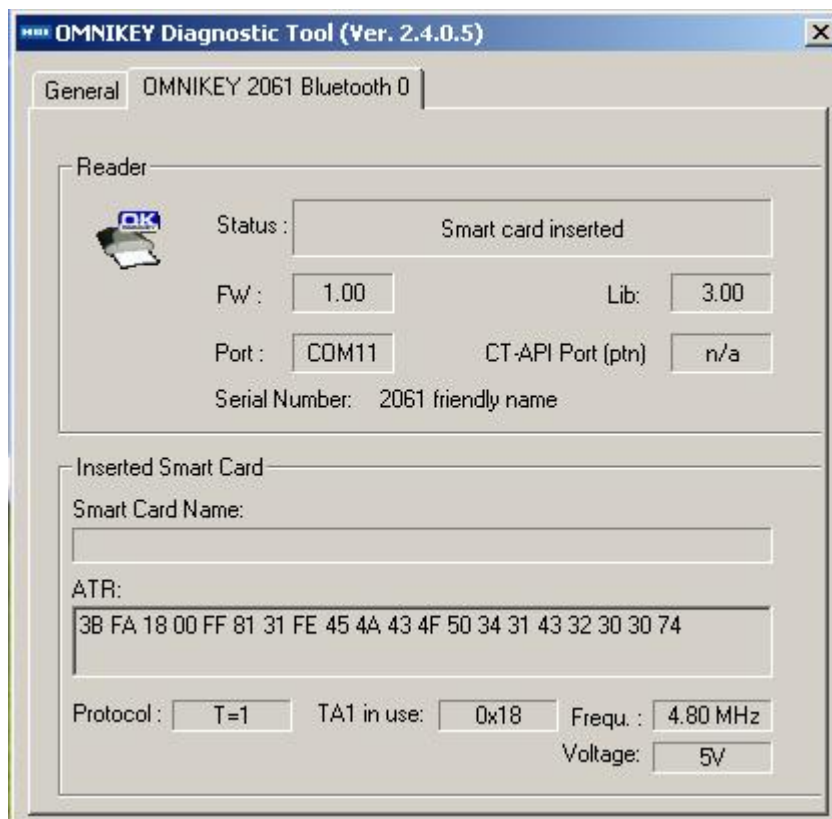 HID OMNIKEY Diagnostic Tool (Ver. 2.4.0.5)
General OMNIKEY 2061 Bluetooth 0
Reader
OK
Status : Smart card inserted
FW : 1.00 Lib: 3.00
Port : COM11 CT-API Port (ptn) n/a
Serial Number: 2061 friendly name
Inserted Smart Card
Smart Card Name:
ATR:
3B FA 18 00 FF 81 31 FE 45 4A 43 4F 50 34 31 43 32 30 30 74
Protocol : T=1 TA1 in use: 0x18 Frequ. : 4.80 MHz
Voltage: 5V